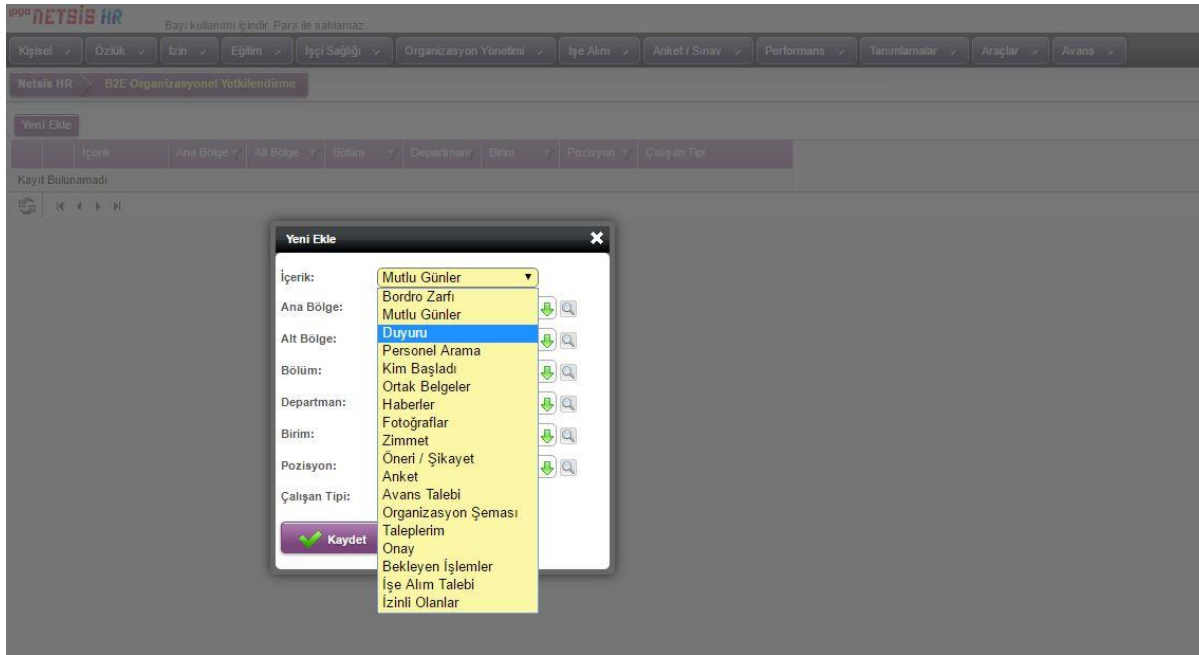 logo NETSİS HR
Bayi kullanımı içindir. Para ile satılamaz.
Kişisel Özlük İzin Eğitim İşçi Sağlığı Organizasyon Yönetimi İşe Alım Anket / Sınav Performans Tanımlamalar Araçlar Avans
Netsis HR B2E Organizasyonel Yetkilendirme
Yeni Ekle
İçerik Ana Bölge Alt Bölge Bölüm Departman Birim Pozisyon Çalışan Tipi
Kayıt Bulunamadı
Yeni Ekle
İçerik: Mutlu Günler
Ana Bölge:
Alt Bölge:
Bölüm:
Departman:
Birim:
Pozisyon:
Çalışan Tipi:
Kaydet
Bordro Zarfı
Mutlu Günler
Duyuru
Personel Arama
Kim Başladı
Ortak Belgeler
Haberler
Fotoğraflar
Zimmet
Öneri / Şikayet
Anket
Avans Talebi
Organizasyon Şeması
Taleplerim
Onay
Bekleyen İşlemler
İşe Alım Talebi
İzinli Olanlar